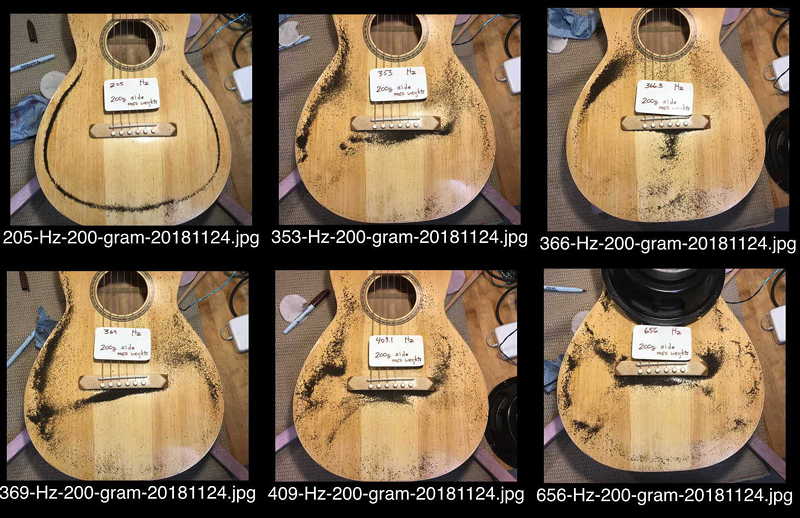 205 Hz
200g side
mass weights
353 Hz
200g side
mass weights
366.5 Hz
200g side
mass weights
205-Hz-200-gram-20181124.jpg
353-Hz-200-gram-20181124.jpg
366-Hz-200-gram-20181124.jpg
369 Hz
200g side
mass weights
409.1 Hz
200g side
mass weights
656 Hz
200g side
mass weights
369-Hz-200-gram-20181124.jpg
409-Hz-200-gram-20181124.jpg
656-Hz-200-gram-20181124.jpg